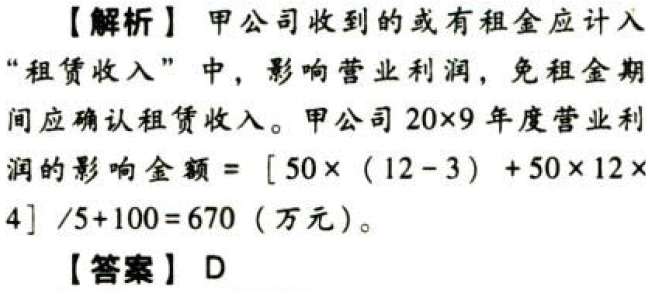 【解析】 甲公司收到的或有租金应计入
“租赁收入”中，影响营业利润，免租金期
间应确认租赁收入。甲公司 20×9 年度营业利
润的影响金额 = ［50×（12-3）+50×12×
4］/5+100=670（万元）。
【答案】 D